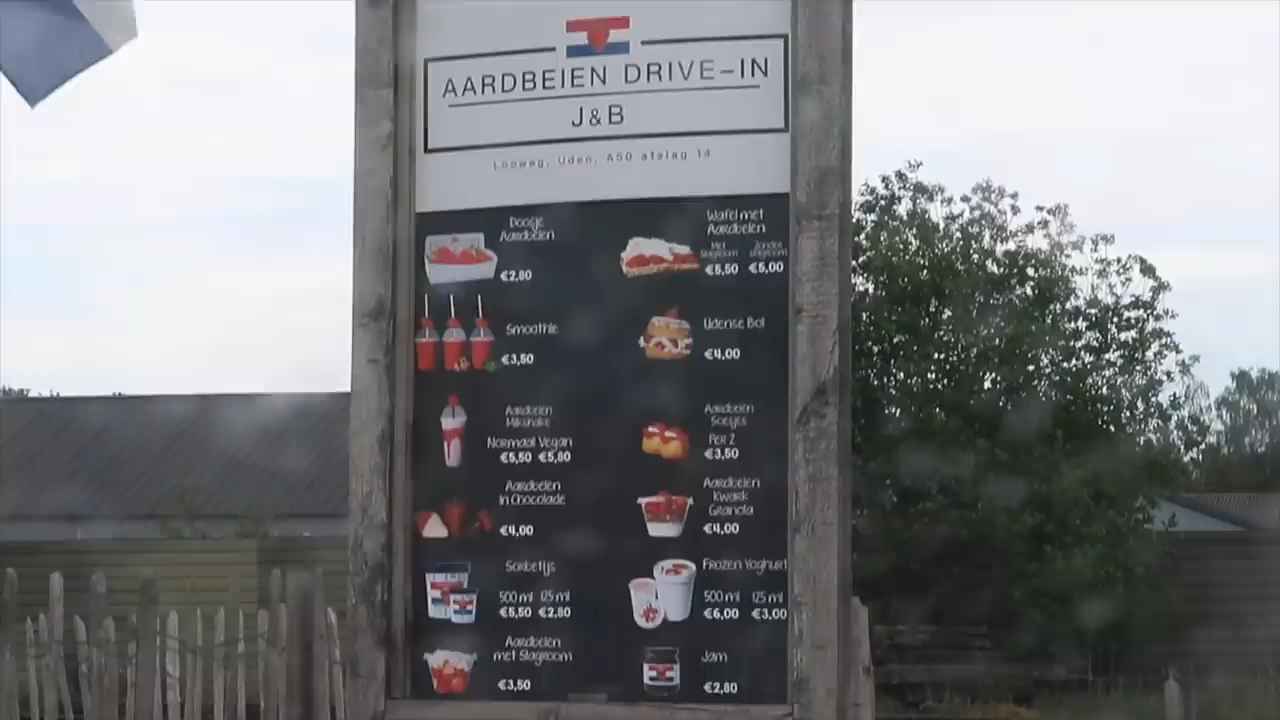 AARDBEIEN DRIVE-IN
J&B
Looweg, Uden, A50 afslag 14
Doosje
Aardbeien
€2,80
Wafel met
Aardbeien
Met
slagroom
Zonder
slagroom
€5,50 €5,00
Smoothie
€3,50
Udense Bol
€4,00
Aardbeien
Milkshake
Normaal Vegan
€5,50 €5,80
Aardbeien
Soesjes
Per 2
€3,50
Aardbeien
in Chocolade
€4,00
Aardbeien
Kwark
Granola
€4,00
Sorbetijs
500 ml 125 ml
€5,50 €2,80
Frozen Yoghurt
500 ml 125 ml
€6,00 €3,00
Aardbeien
met Slagroom
€3,50
Jam
€2,80